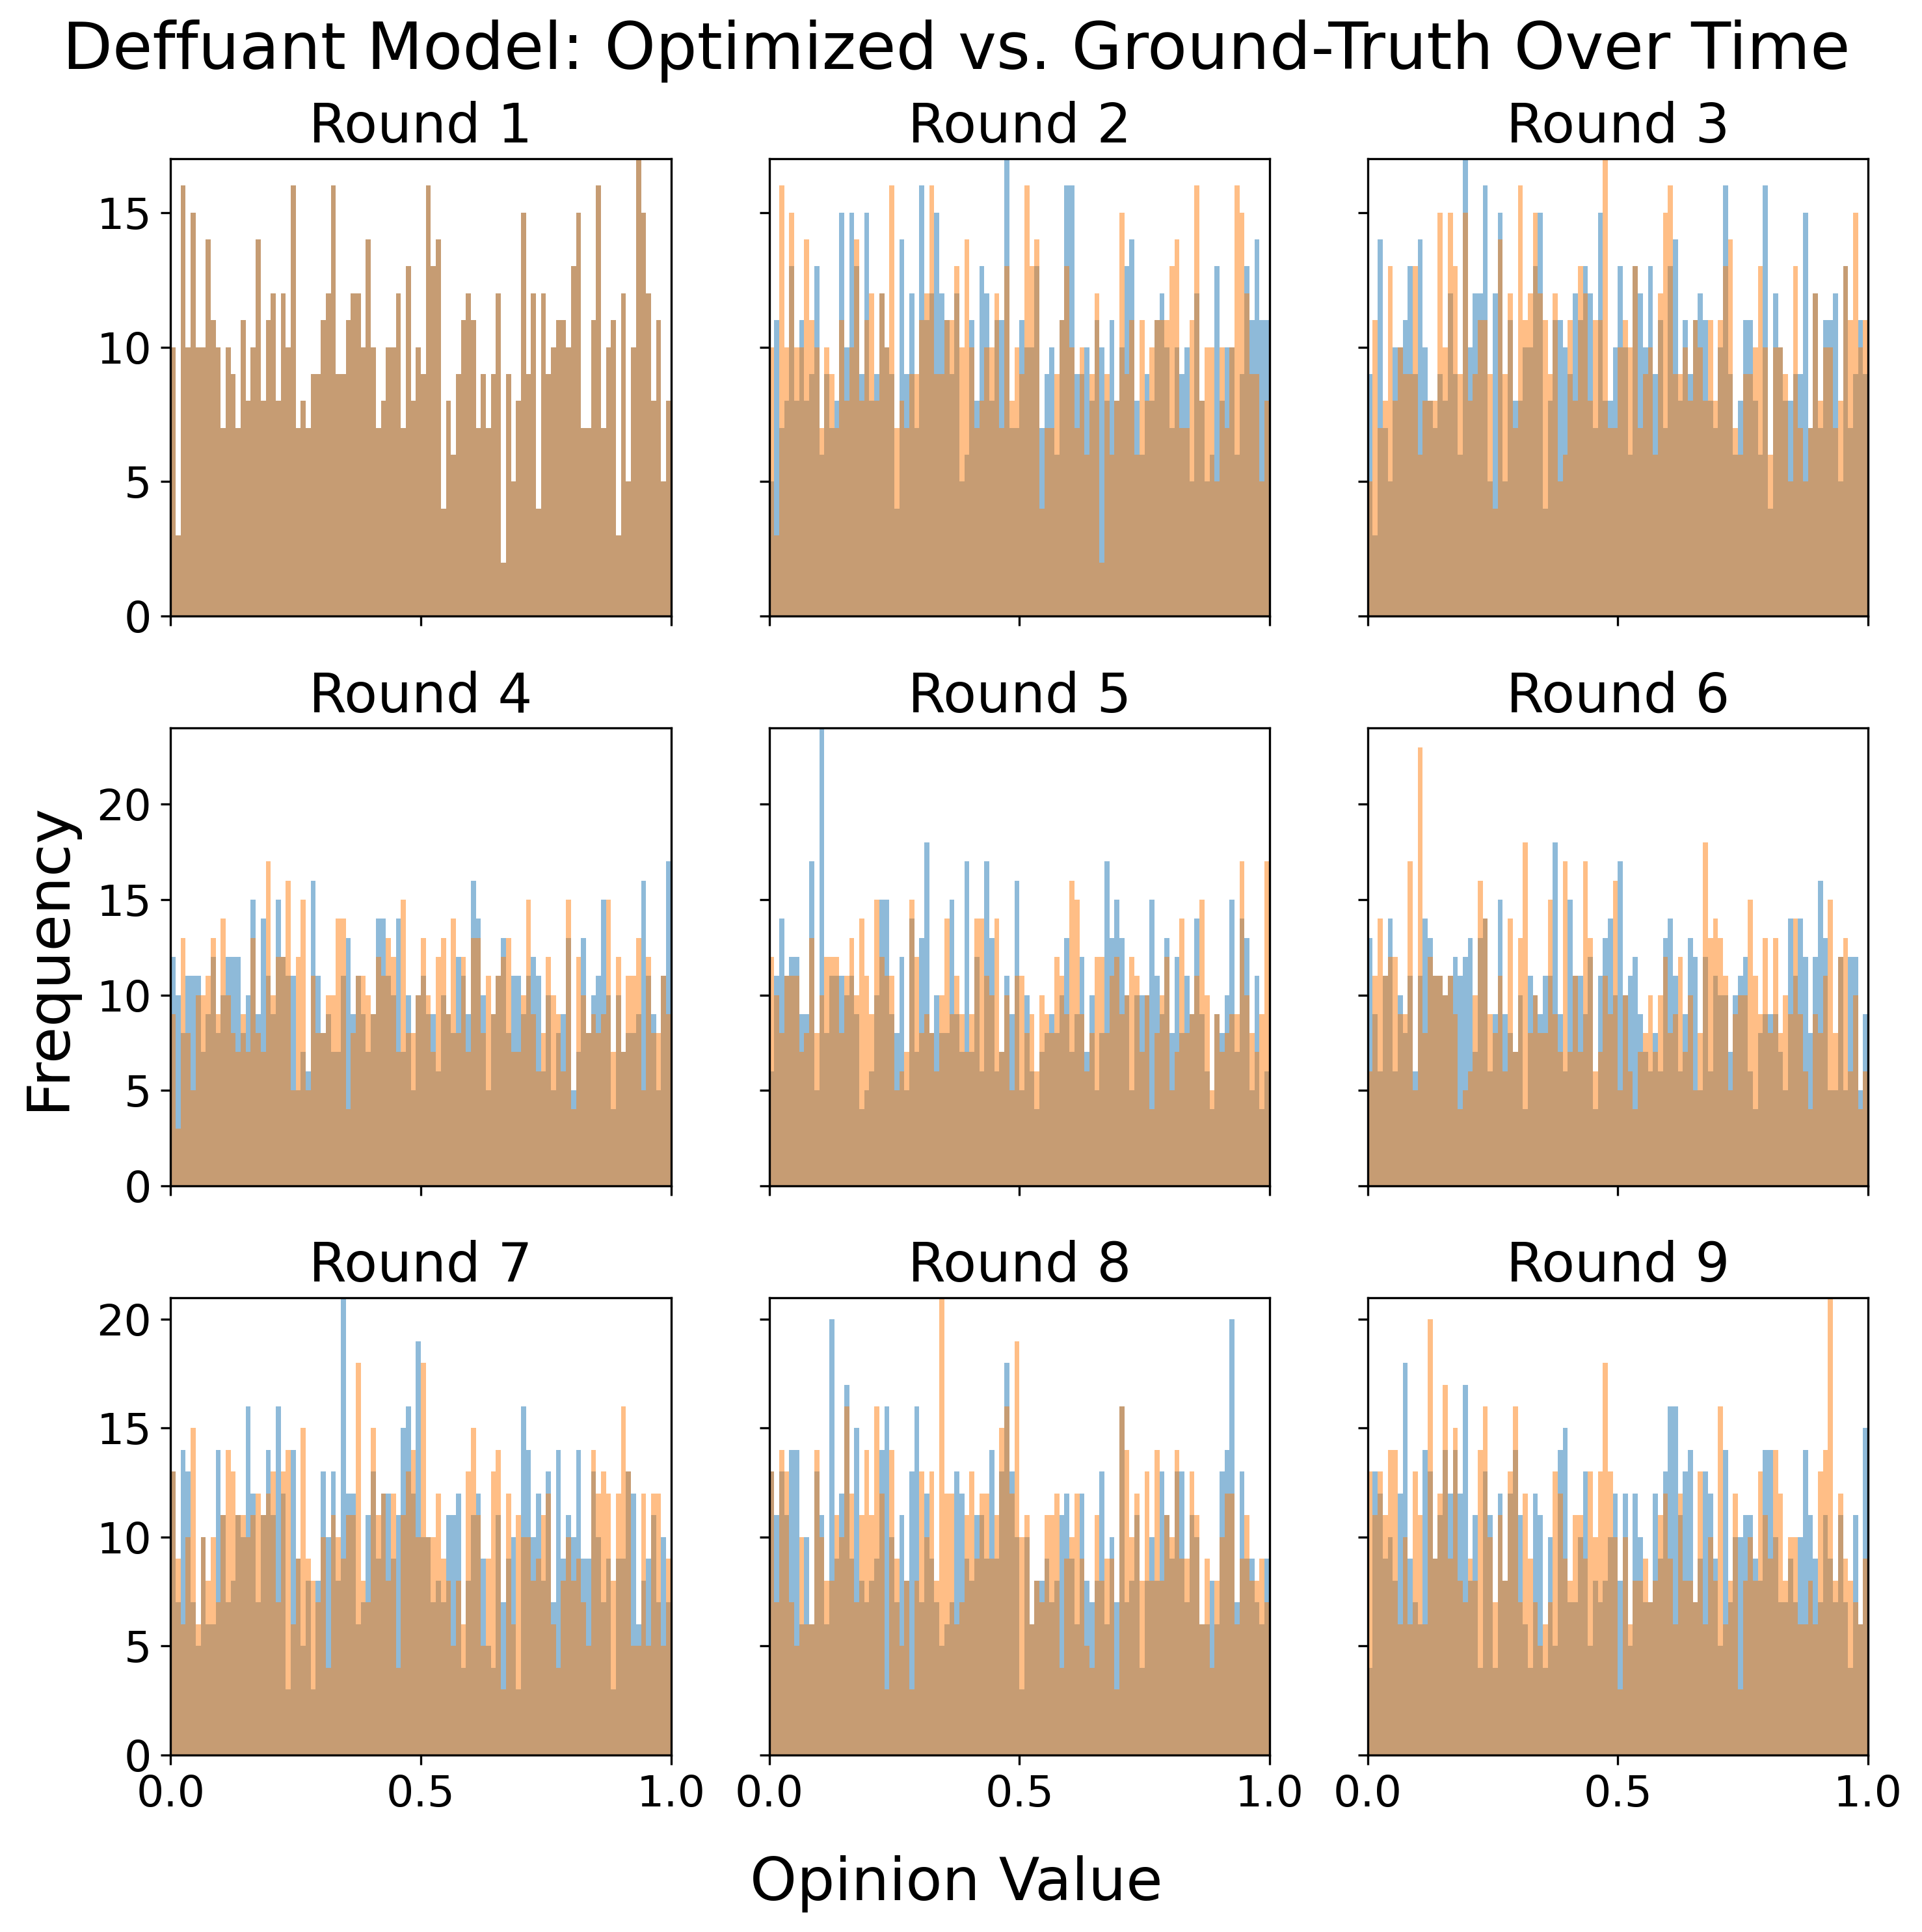 Deffuant Model: Optimized vs. Ground-Truth Over Time
Round 1
Round 2
Round 3
15
10
5
0
Round 4
Round 5
Round 6
Frequency
20
15
10
5
0
Round 7
Round 8
Round 9
20
15
10
5
0
0.0
0.5
1.0
0.0
0.5
1.0
0.0
0.5
1.0
Opinion Value